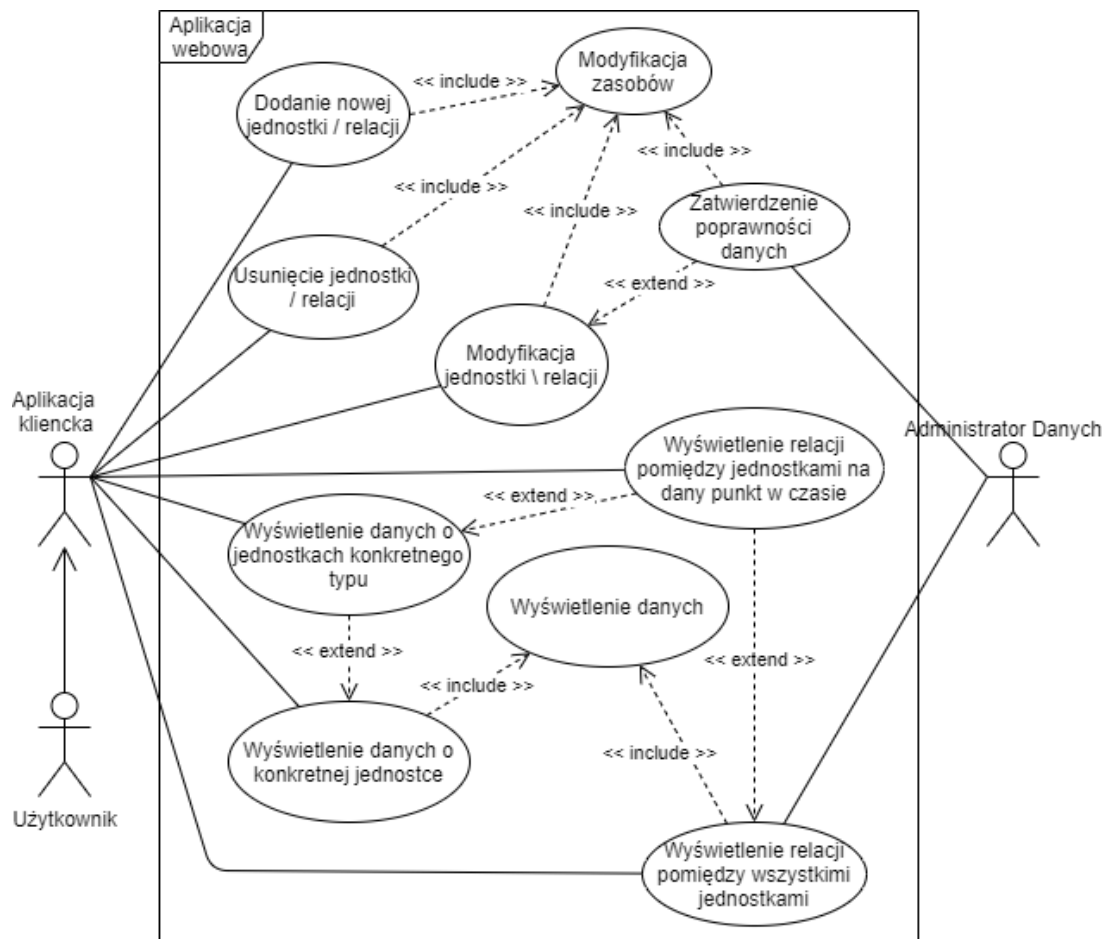 Aplikacja
webowa
Modyfikacja
zasobów
<< include >>
Dodanie nowej
jednostki / relacji
<< include >>
<< include >>
<< include >>
Zatwierdzenie
poprawności
danych
Usunięcie jednostki
/ relacji
<< extend >>
Modyfikacja
jednostki \ relacji
Aplikacja
kliencka
Administrator Danych
Wyświetlenie relacji
pomiędzy jednostkami na
dany punkt w czasie
<< extend >>
Wyświetlenie danych o
jednostkach konkretnego
typu
Wyświetlenie danych
<< extend >>
<< extend >>
<< include >>
Wyświetlenie danych o
konkretnej jednostce
<< include >>
Użytkownik
Wyświetlenie relacji
pomiędzy wszystkimi
jednostkami